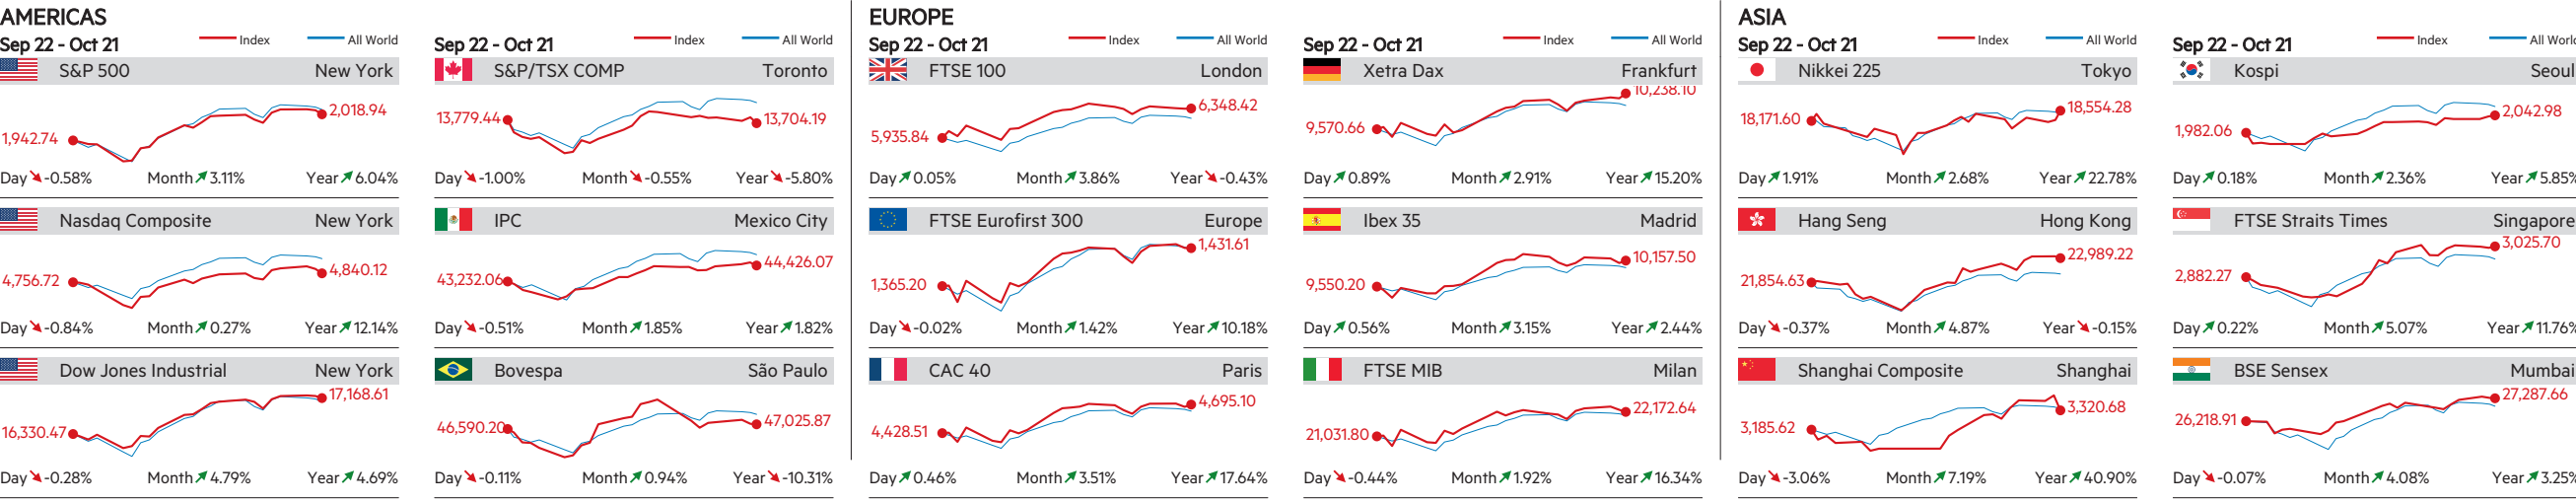 AMERICAS
Sep 22 - Oct 21 Index All World
S&P 500 New York
1,942.74 2,018.94
Day -0.58% Month 3.11% Year 6.04%
Nasdaq Composite New York
4,756.72 4,840.12
Day -0.84% Month 0.27% Year 12.14%
Dow Jones Industrial New York
16,330.47 17,168.61
Day -0.28% Month 4.79% Year 4.69%
Sep 22 - Oct 21 Index All World
S&P/TSX COMP Toronto
13,779.44 13,704.19
Day -1.00% Month -0.55% Year -5.80%
IPC Mexico City
43,232.06 44,426.07
Day -0.51% Month 1.85% Year 1.82%
Bovespa São Paulo
46,590.20 47,025.87
Day -0.11% Month 0.94% Year -10.31%
EUROPE
Sep 22 - Oct 21 Index All World
FTSE 100 London
5,935.84 6,348.42
Day 0.05% Month 3.86% Year -0.43%
FTSE Eurofirst 300 Europe
1,365.20 1,431.61
Day -0.02% Month 1.42% Year 10.18%
CAC 40 Paris
4,428.51 4,695.10
Day 0.46% Month 3.51% Year 17.64%
Sep 22 - Oct 21 Index All World
Xetra Dax Frankfurt
9,570.66 10,238.10
Day 0.89% Month 2.91% Year 15.20%
Ibex 35 Madrid
9,550.20 10,157.50
Day 0.56% Month 3.15% Year 2.44%
FTSE MIB Milan
21,031.80 22,172.64
Day -0.44% Month 1.92% Year 16.34%
ASIA
Sep 22 - Oct 21 Index All World
Nikkei 225 Tokyo
18,171.60 18,554.28
Day 1.91% Month 2.68% Year 22.78%
Hang Seng Hong Kong
21,854.63 22,989.22
Day -0.37% Month 4.87% Year -0.15%
Shanghai Composite Shanghai
3,185.62 3,320.68
Day -3.06% Month 7.19% Year 40.90%
Sep 22 - Oct 21 Index All World
Kospi Seoul
1,982.06 2,042.98
Day 0.18% Month 2.36% Year 5.85%
FTSE Straits Times Singapore
2,882.27 3,025.70
Day 0.22% Month 5.07% Year 11.76%
BSE Sensex Mumbai
26,218.91 27,287.66
Day -0.07% Month 4.08% Year 3.25%